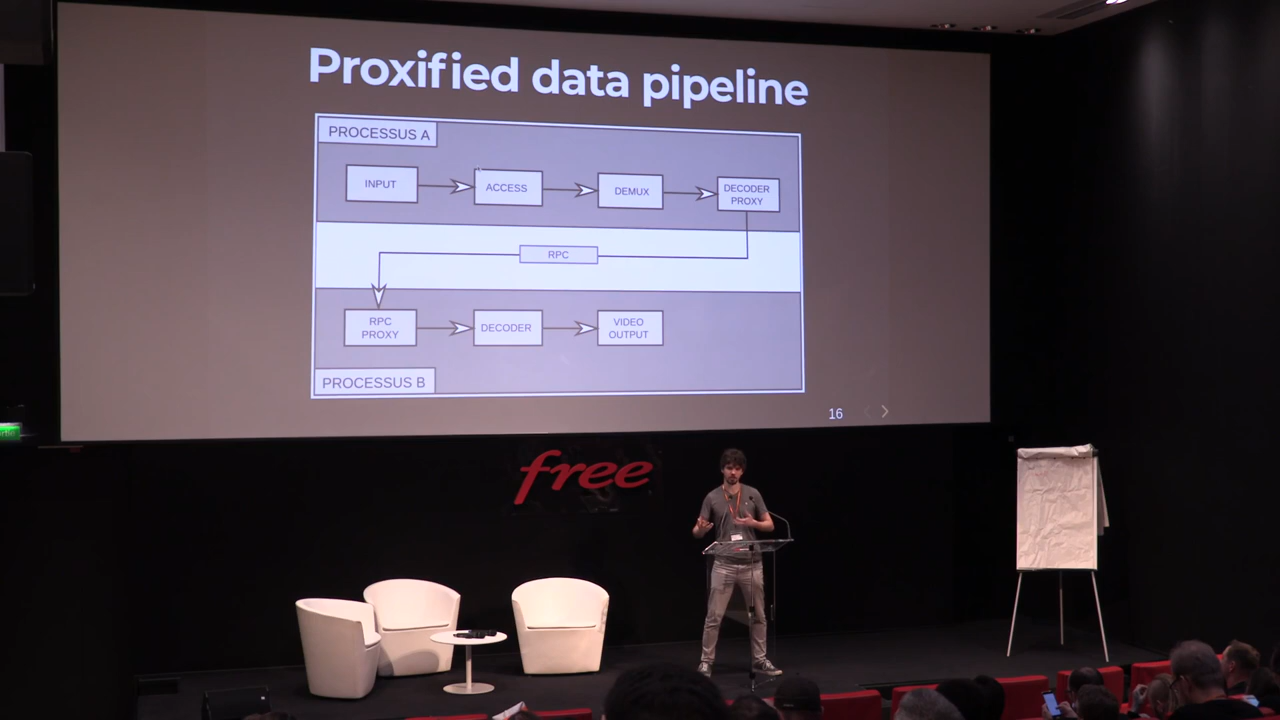 Proxified data pipeline
PROCESSUS A
INPUT
ACCESS
DEMUX
DECODER
PROXY
RPC
RPC
PROXY
DECODER
VIDEO
OUTPUT
PROCESSUS B
16
free